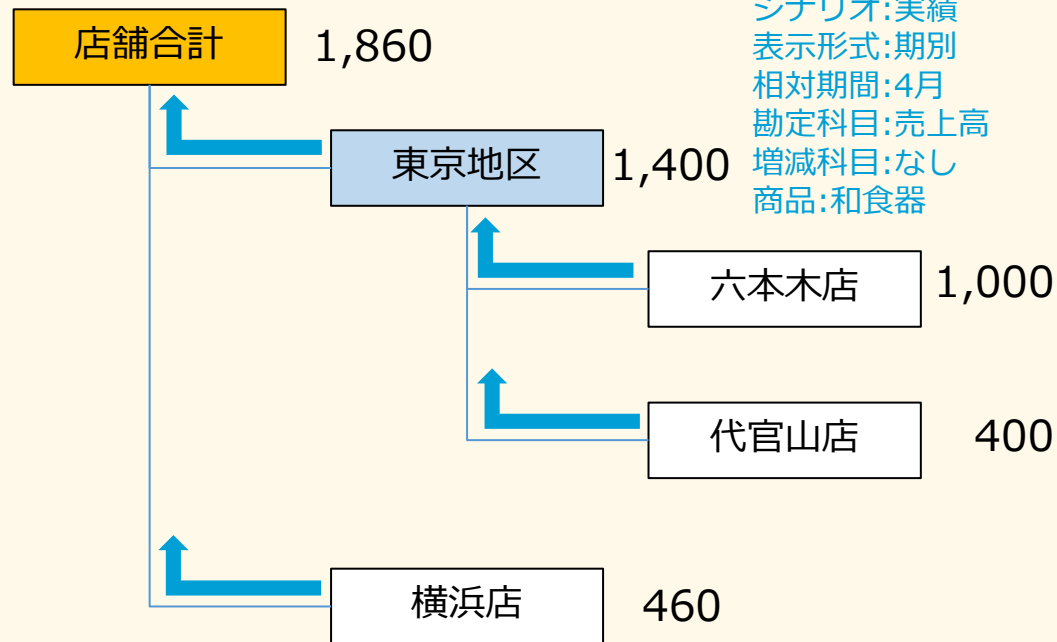 シナリオ:実績
店舗合計 1,860
表示形式:期別
相対期間:4月
勘定科目:売上高
東京地区 1,400
増減科目:なし
商品:和食器
六本木店 1,000
代官山店 400
横浜店 460